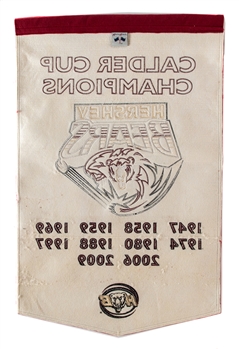 CALDER CUP
CHAMPIONS
HERSHEY
BEARS
1947 1958 1959 1969
1974 1980 1988 1997
2006 2009